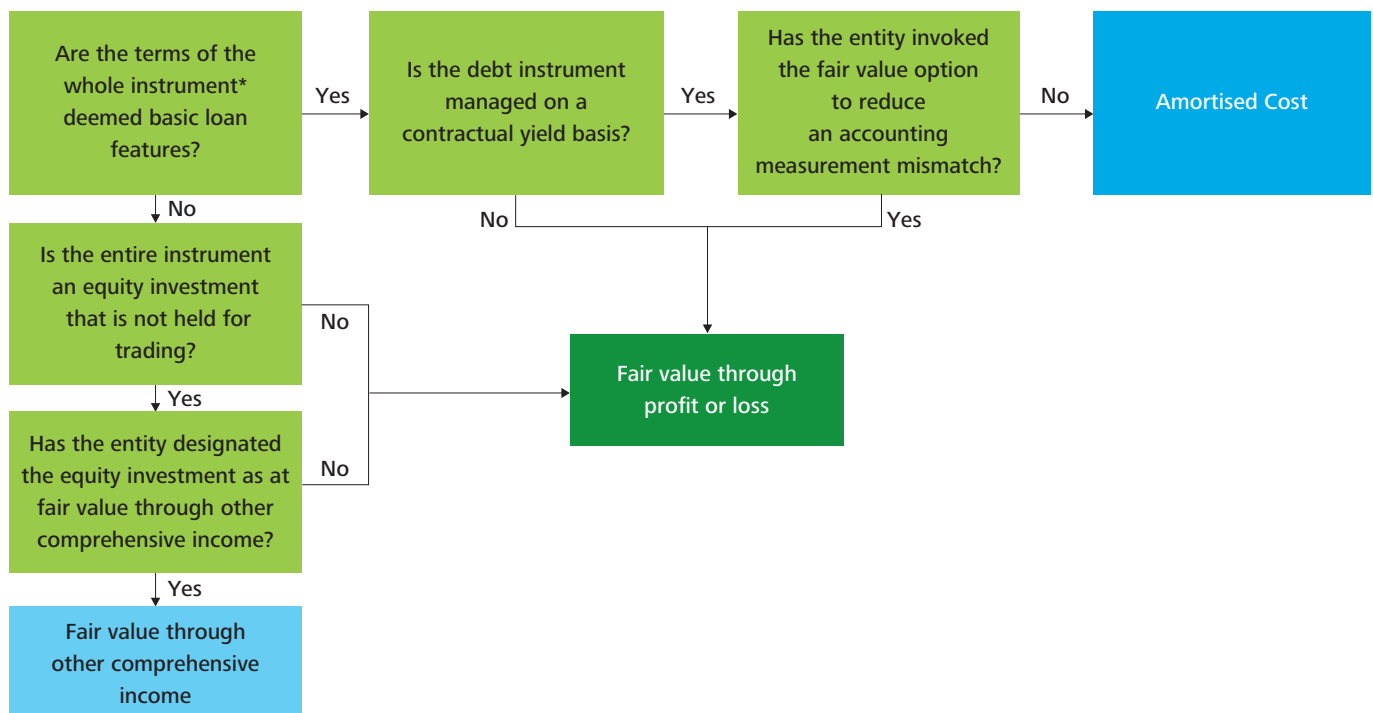 Are the terms of the
whole instrument*
deemed basic loan
features?
Yes
Is the debt instrument
managed on a
contractual yield basis?
Yes
Has the entity invoked
the fair value option
to reduce
an accounting
measurement mismatch?
No
Amortised Cost
No
No
Yes
Is the entire instrument
an equity investment
that is not held for
trading?
No
Yes
Fair value through
profit or loss
Has the entity designated
the equity investment as at
fair value through other
comprehensive income?
No
Yes
Fair value through
other comprehensive
income